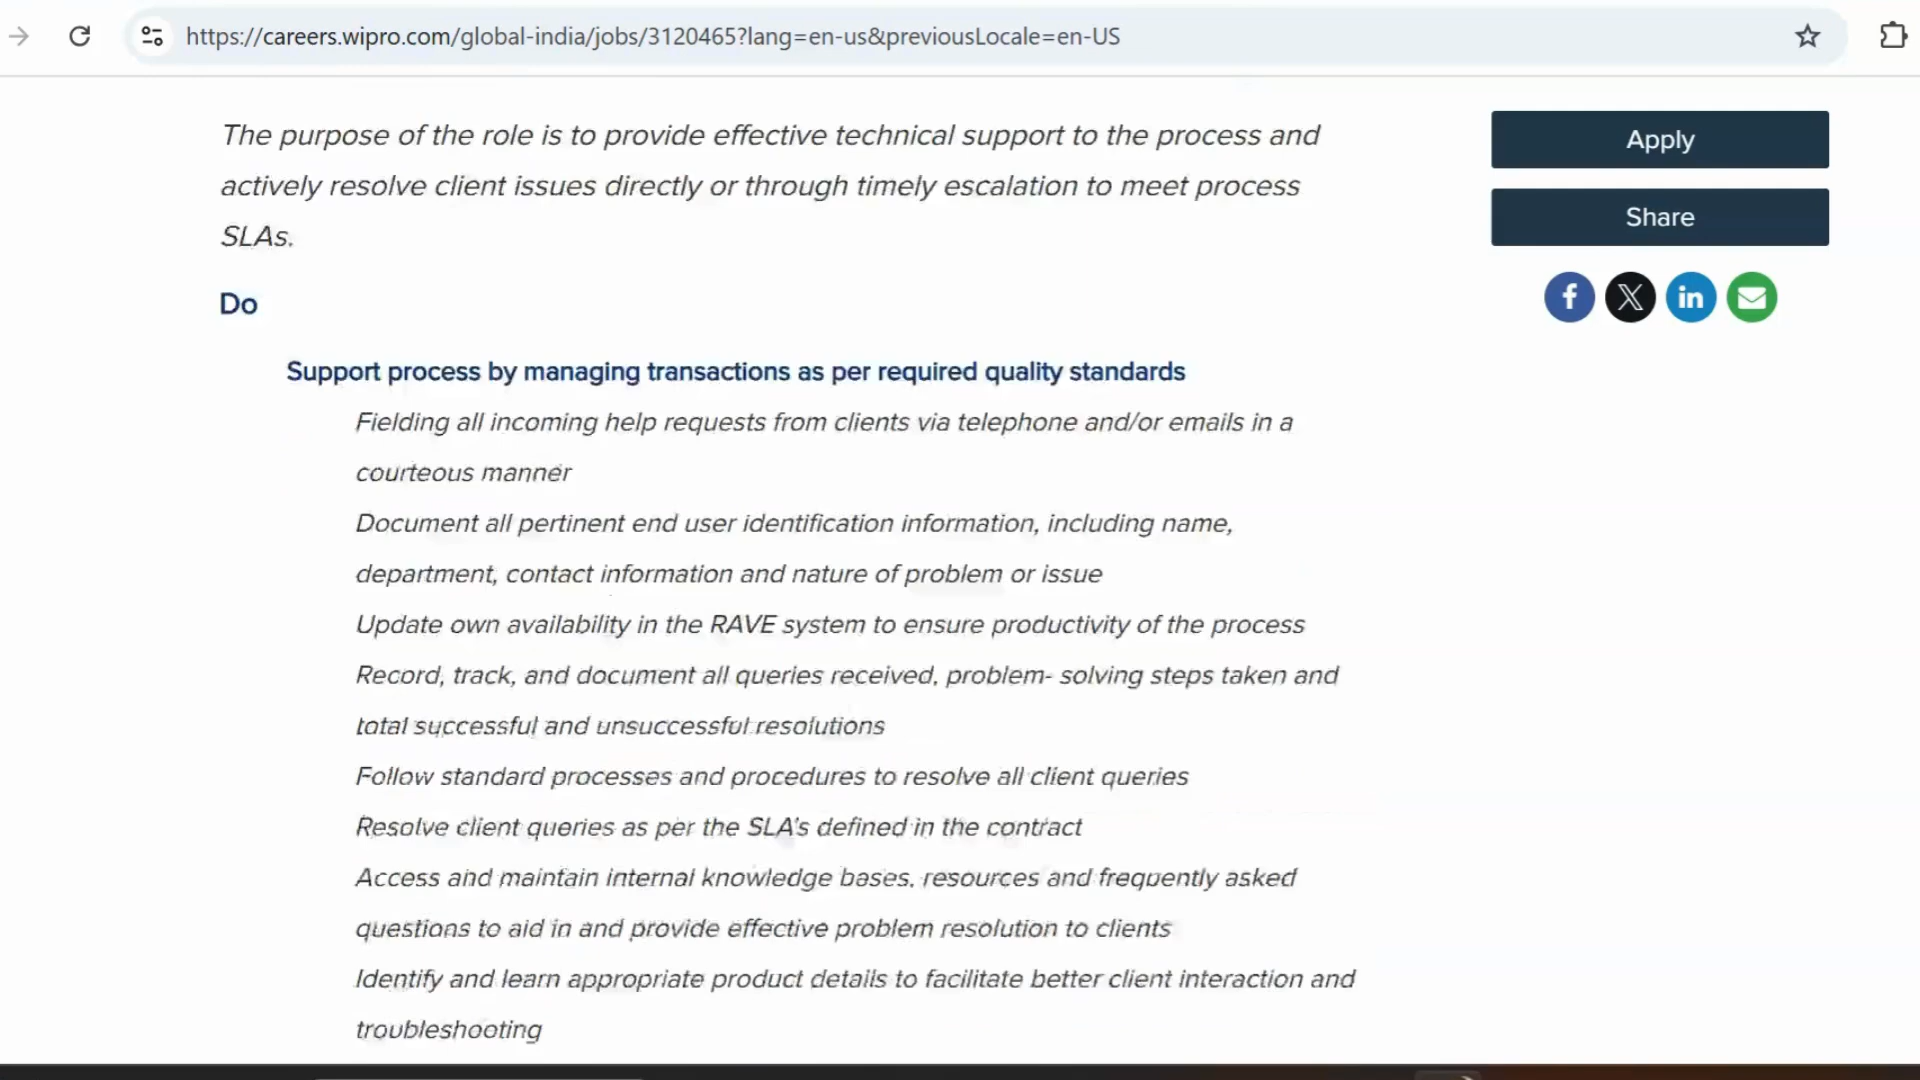 https://careers.wipro.com/global-india/jobs/3120465?lang=en-us&previousLocale=en-US
The purpose of the role is to provide effective technical support to the process and
actively resolve client issues directly or through timely escalation to meet process
SLAs.
Do
Support process by managing transactions as per required quality standards
Fielding all incoming help requests from clients via telephone and/or emails in a
courteous manner
Document all pertinent end user identification information, including name,
department, contact information and nature of problem or issue
Update own availability in the RAVE system to ensure productivity of the process
Record, track, and document all queries received, problem- solving steps taken and
total successful and unsuccessful resolutions
Follow standard processes and procedures to resolve all client queries
Resolve client queries as per the SLA's defined in the contract
Access and maintain internal knowledge bases, resources and frequently asked
questions to aid in and provide effective problem resolution to clients
Identify and learn appropriate product details to facilitate better client interaction and
troubleshooting
Apply
Share